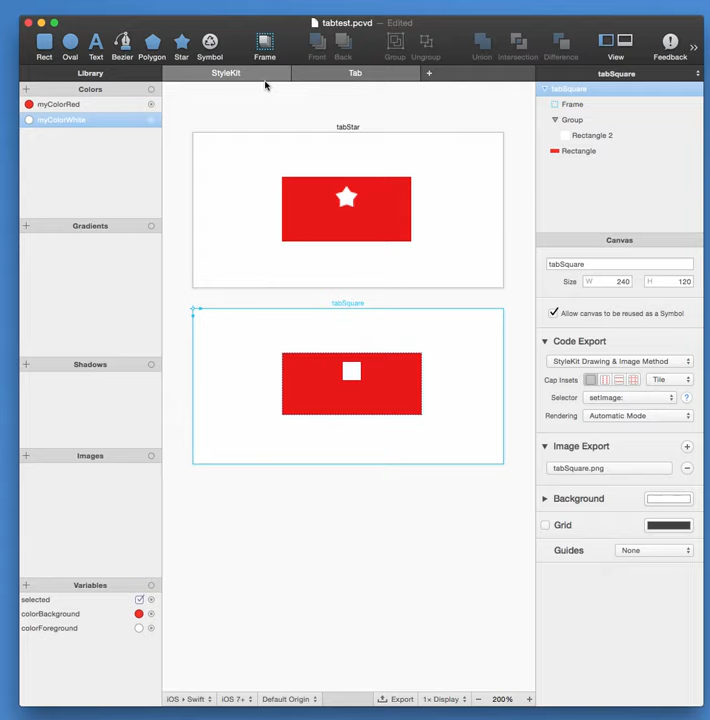 tabtest.pcvd — Edited
Rect Oval Text Bezier Polygon Star Symbol Frame Front Back Group Ungroup Union Intersection Difference View Feedback
Library
StyleKit
Tab
+
tabSquare
Colors
myColorRed
myColorWhite
Gradients
Shadows
Images
Variables
selected
colorBackground
colorForeground
tabStar
tabSquare
tabSquare
Frame
Group
Rectangle 2
Rectangle
Canvas
tabSquare
Size W 240 H 120
Allow canvas to be reused as a Symbol
Code Export
StyleKit Drawing & Image Method
Cap Insets Tile
Selector setImage: ?
Rendering Automatic Mode
Image Export
tabSquare.png
Background
Grid
Guides None
iOS ▸ Swift iOS 7+ Default Origin Export 1× Display − 200% +